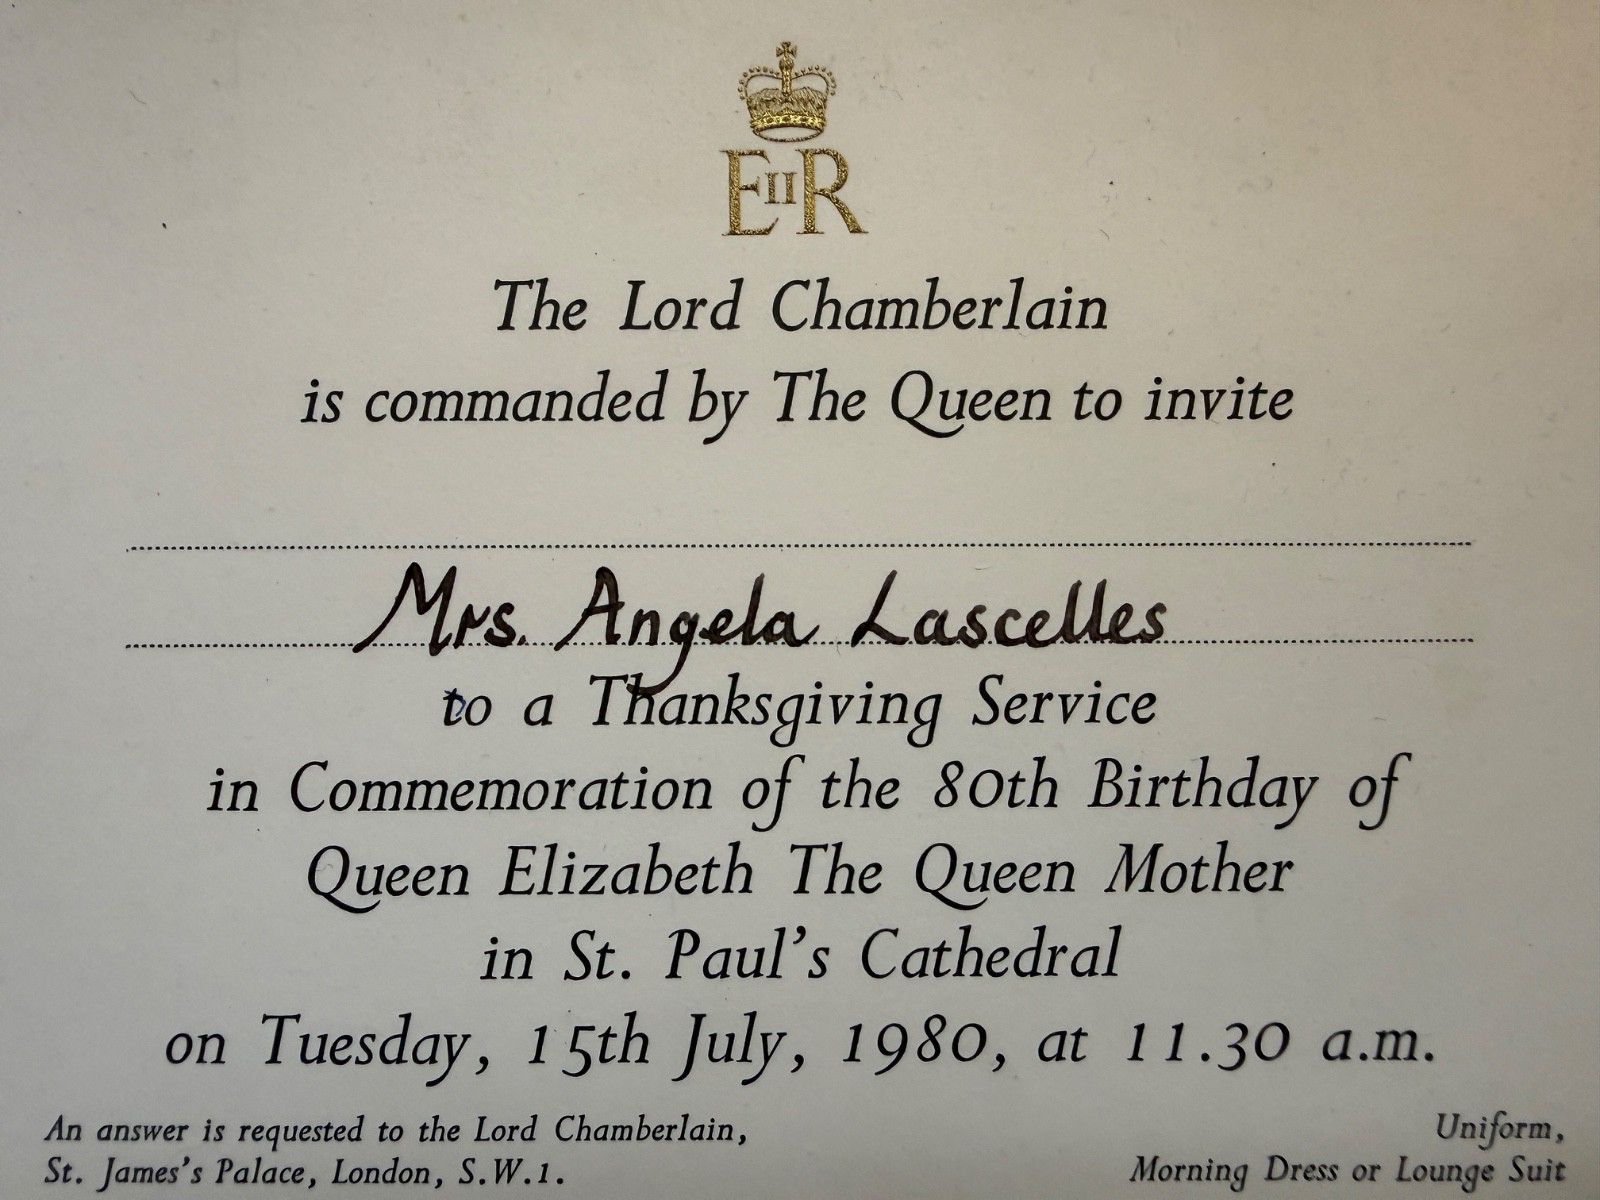 E II R
The Lord Chamberlain
is commanded by The Queen to invite
Mrs. Angela Lascelles
to a Thanksgiving Service
in Commemoration of the 80th Birthday of
Queen Elizabeth The Queen Mother
in St. Paul's Cathedral
on Tuesday, 15th July, 1980, at 11.30 a.m.
An answer is requested to the Lord Chamberlain,
St. James's Palace, London, S.W.1.
Uniform,
Morning Dress or Lounge Suit